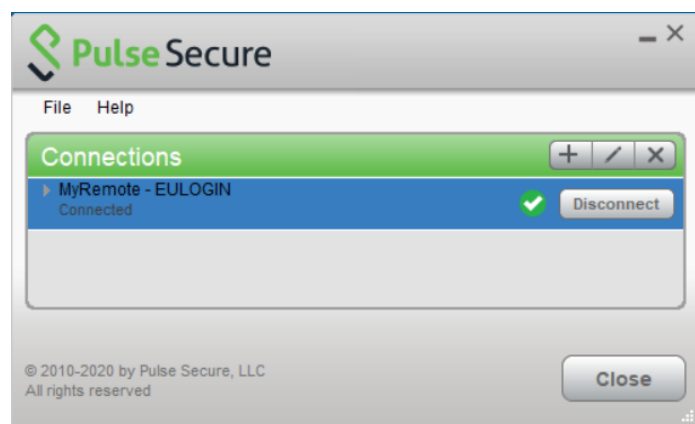 Pulse Secure
File Help
Connections
MyRemote - EULOGIN
Connected
Disconnect
© 2010-2020 by Pulse Secure, LLC
All rights reserved
Close